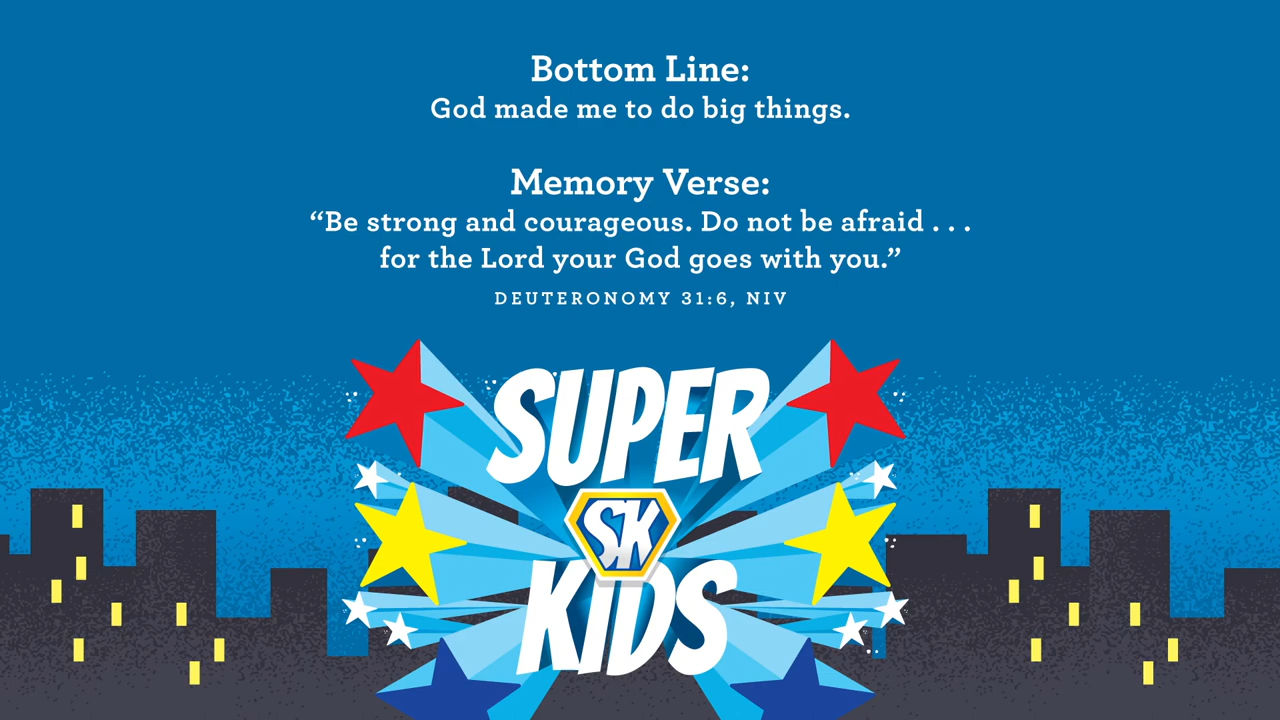 Bottom Line:
God made me to do big things.
Memory Verse:
“Be strong and courageous. Do not be afraid . . .
for the Lord your God goes with you.”
DEUTERONOMY 31:6, NIV
SUPER
SK
KIDS